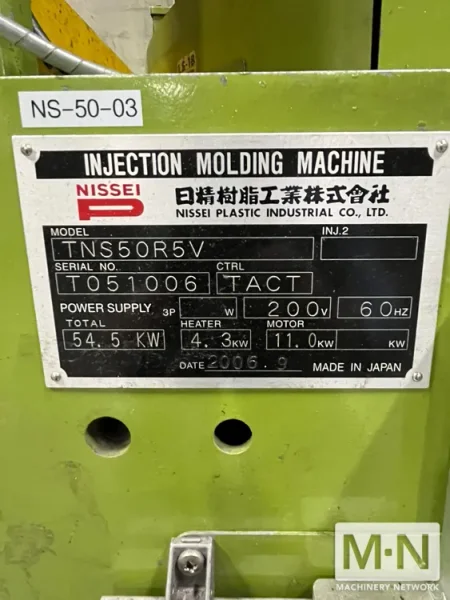 NS-50-03
INJECTION MOLDING MACHINE
NISSEI 日精樹脂工業株式會社
NISSEI PLASTIC INDUSTRIAL CO., LTD.
MODEL INJ.2
TNS50R5V
SERIAL NO. CTRL
T051006 TACT
POWER SUPPLY 3P W 200V 60HZ
TOTAL HEATER MOTOR
54.5 KW 4.3KW 11.0KW KW
DATE 2006.9 MADE IN JAPAN
M·N
MACHINERY NETWORK